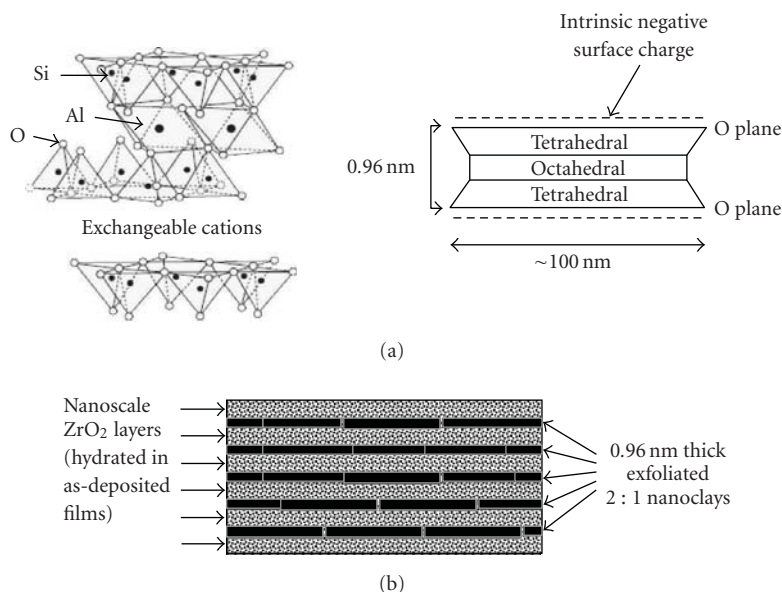 Si
Al
O
Exchangeable cations
Intrinsic negative
surface charge
O plane
Tetrahedral
0.96 nm
Octahedral
Tetrahedral
O plane
~100 nm
(a)
Nanoscale
ZrO₂ layers
(hydrated in
as-deposited
films)
0.96 nm thick
exfoliated
2 : 1 nanoclays
(b)